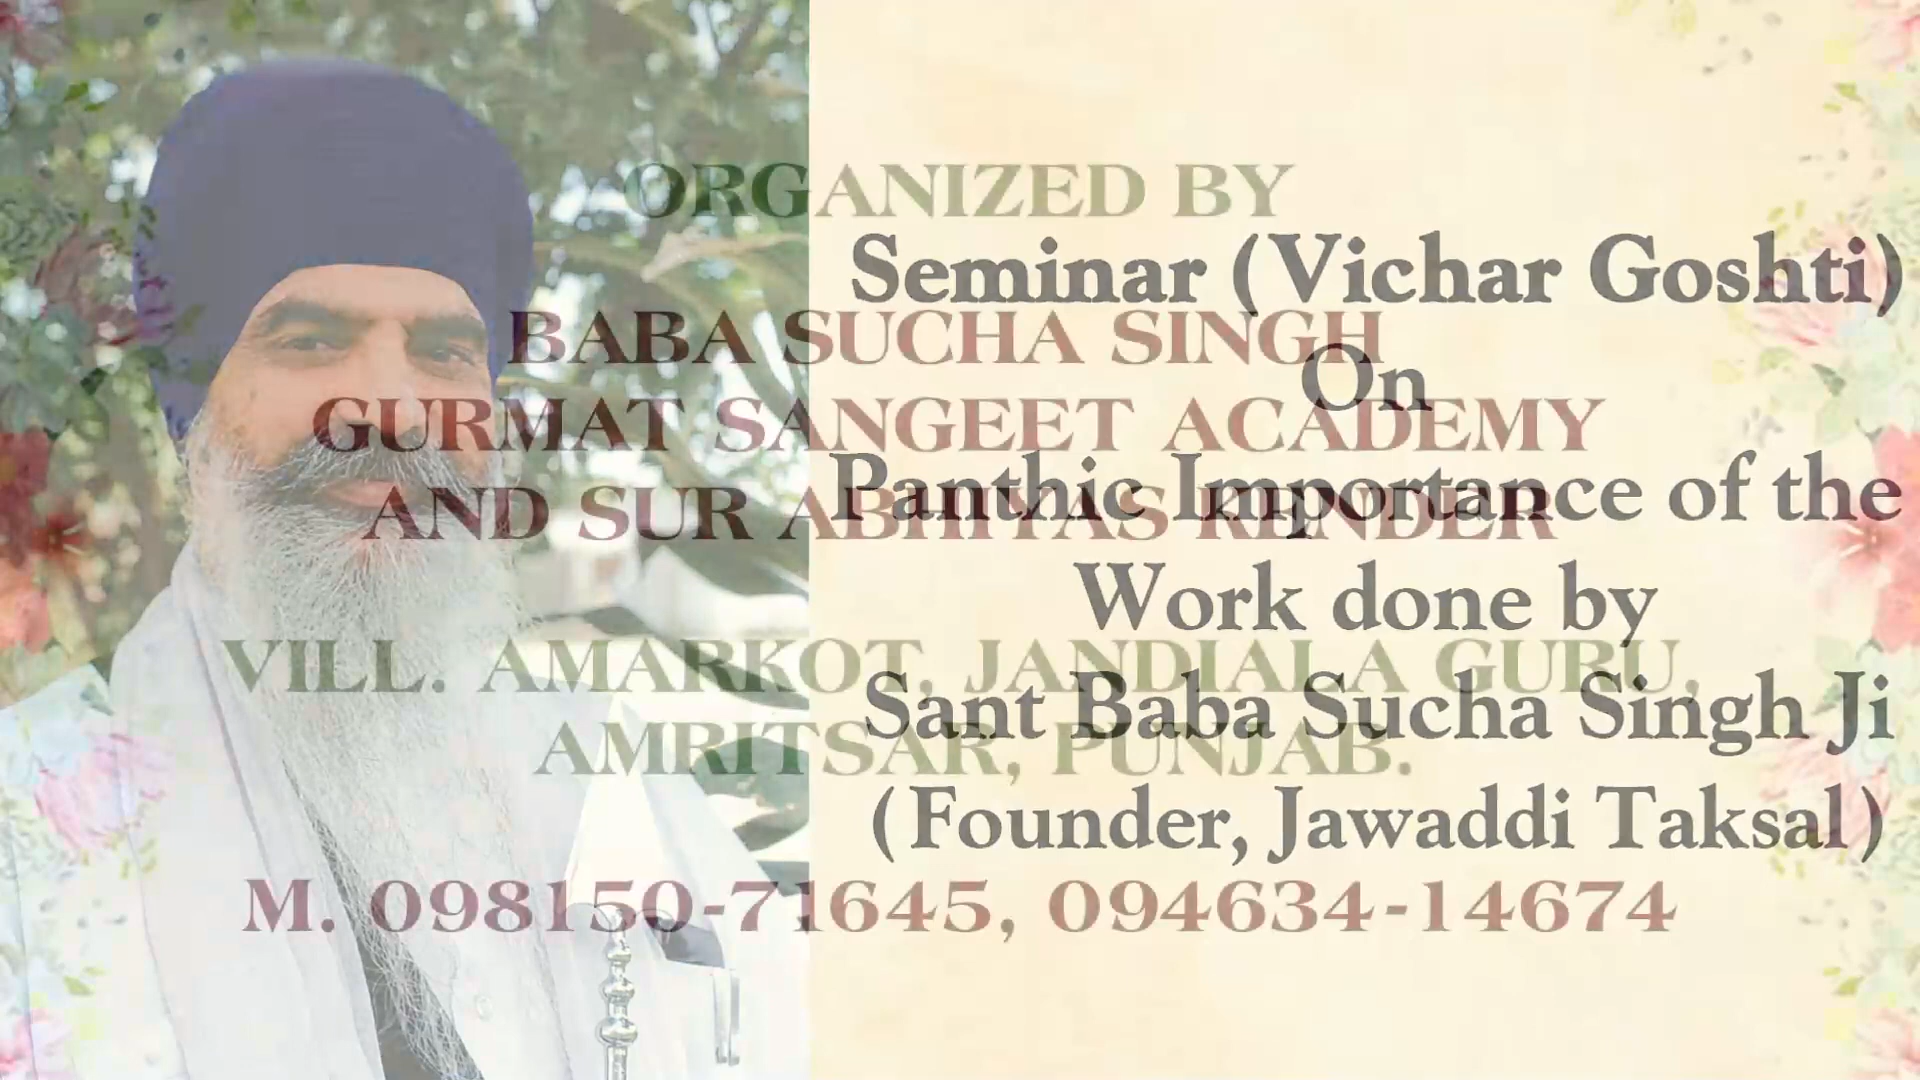 ORGANIZED BY
BABA SUCHA SINGH
GURMAT SANGEET ACADEMY
AND SUR ABHIYAS KENDER
VILL. AMARKOT, JANDIALA GURU,
AMRITSAR, PUNJAB.
M. 098150-71645, 094634-14674
Seminar (Vichar Goshti)
On
Panthic Importance of the
Work done by
Sant Baba Sucha Singh Ji
(Founder, Jawaddi Taksal)